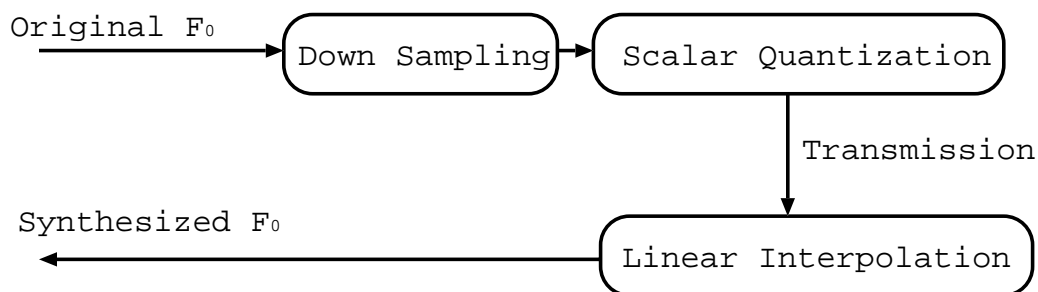 Original F₀
Down Sampling
Scalar Quantization
Transmission
Synthesized F₀
Linear Interpolation